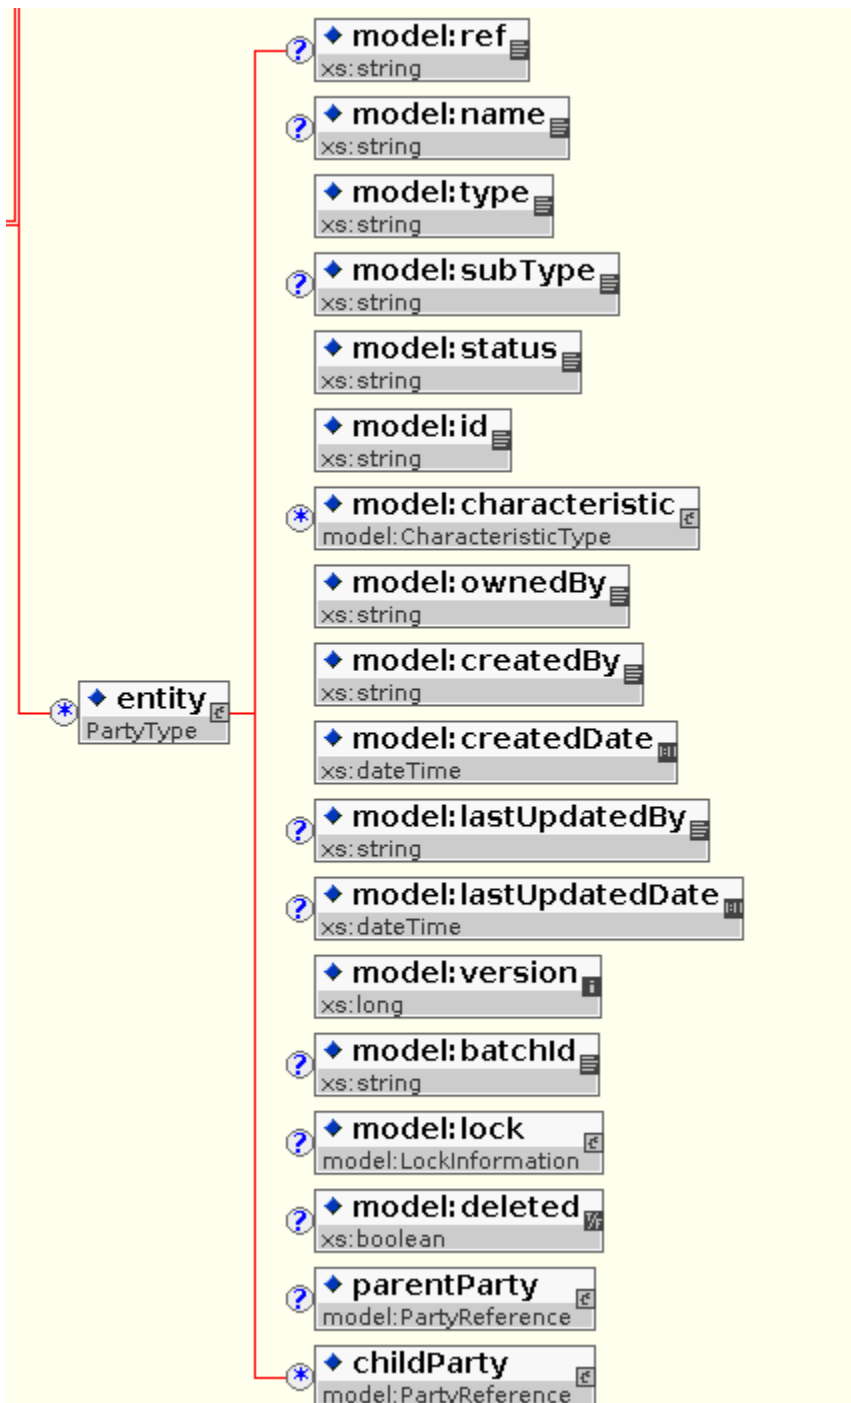 ? model:ref
xs:string
? model:name
xs:string
model:type
xs:string
? model:subType
xs:string
model:status
xs:string
model:id
xs:string
* model:characteristic
model:CharacteristicType
model:ownedBy
xs:string
model:createdBy
xs:string
* entity
PartyType
model:createdDate
xs:dateTime
? model:lastUpdatedBy
xs:string
? model:lastUpdatedDate
xs:dateTime
model:version
xs:long
? model:batchId
xs:string
? model:lock
model:LockInformation
? model:deleted
xs:boolean
? parentParty
model:PartyReference
* childParty
model:PartyReference